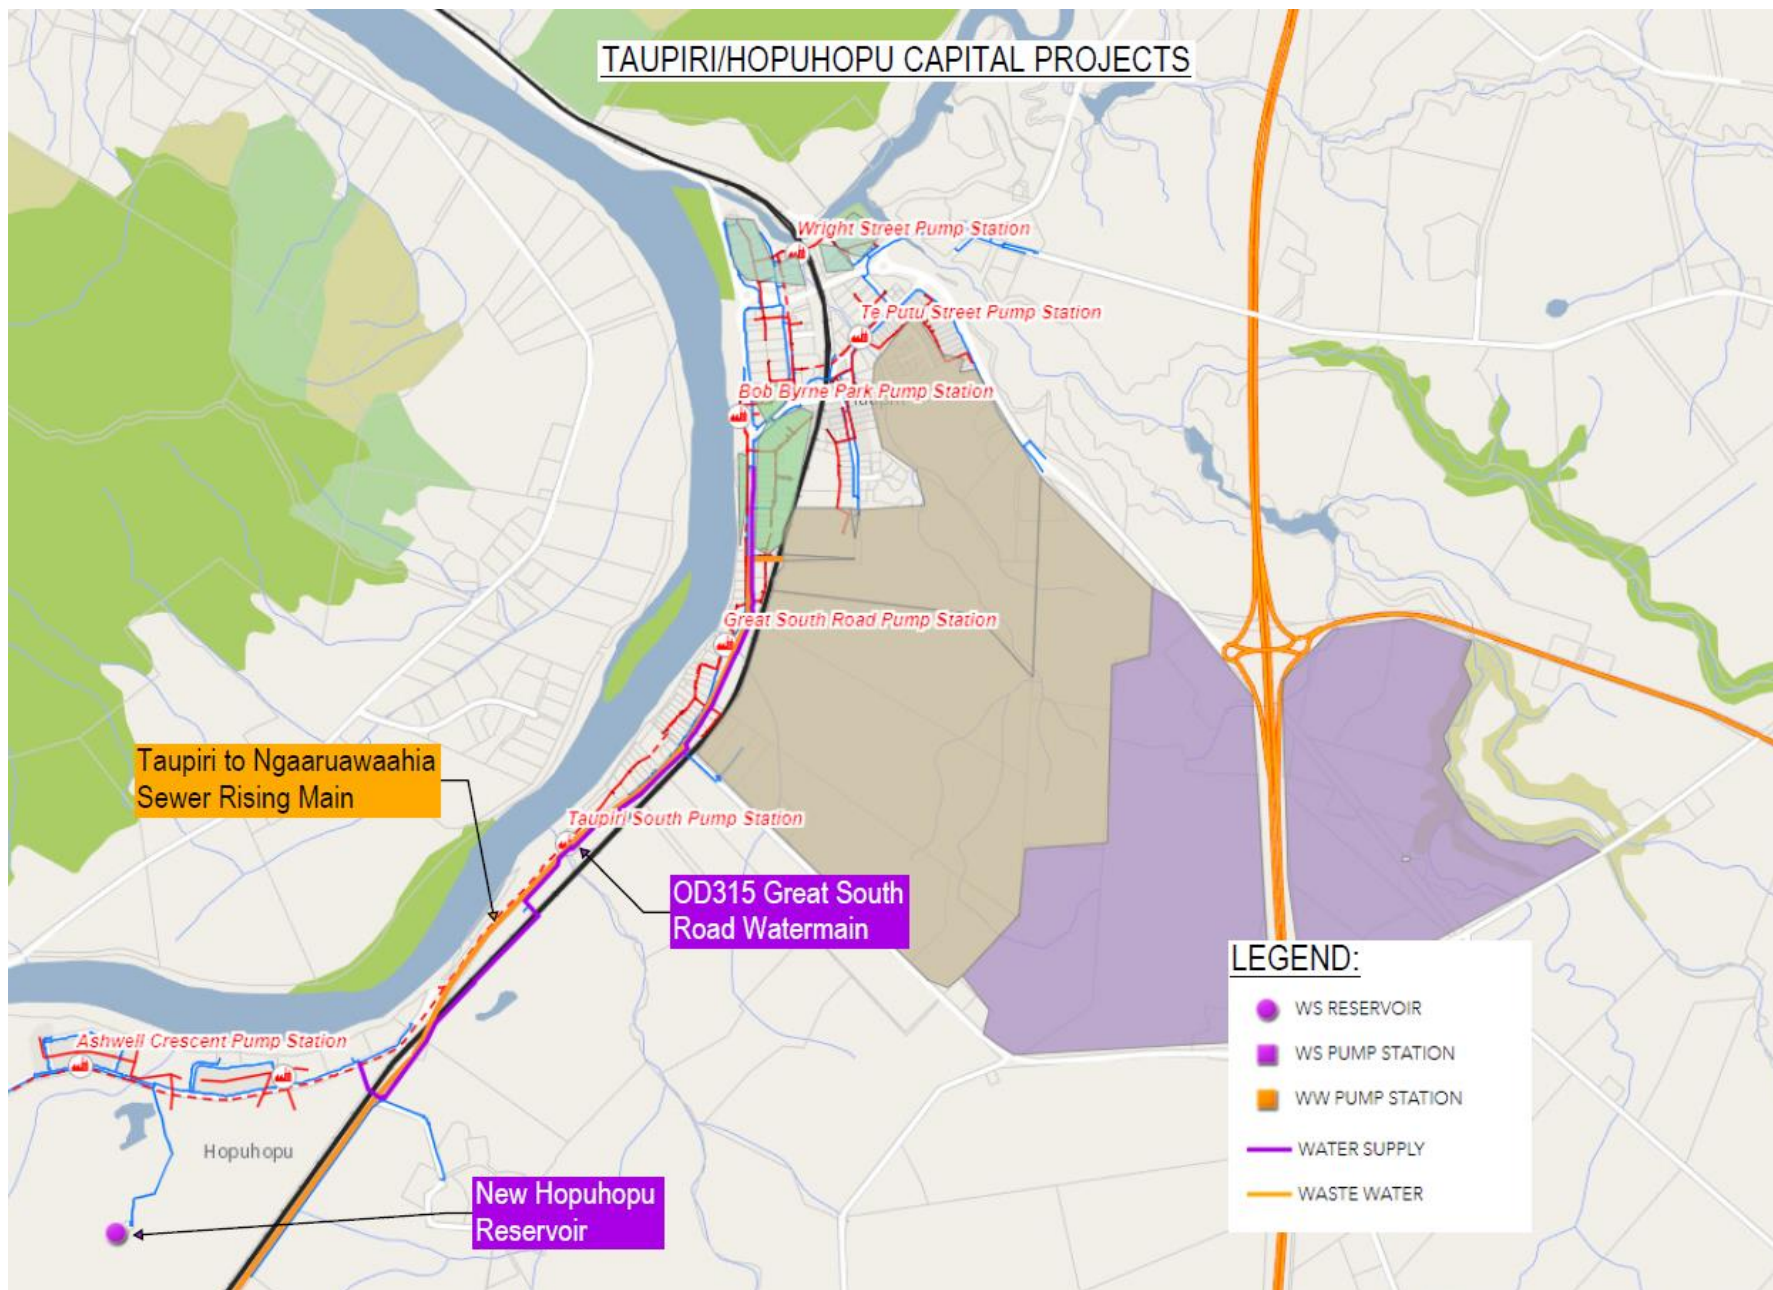 TAUPIRI/HOPUHOPU CAPITAL PROJECTS
Wright Street Pump Station
Te Putu Street Pump Station
Bob Byrne Park Pump Station
Great South Road Pump Station
Taupiri to Ngaaruawaahia
Sewer Rising Main
Taupiri South Pump Station
OD315 Great South
Road Watermain
Ashwell Crescent Pump Station
Hopuhopu
New Hopuhopu
Reservoir
LEGEND:
WS RESERVOIR
WS PUMP STATION
WW PUMP STATION
WATER SUPPLY
WASTE WATER